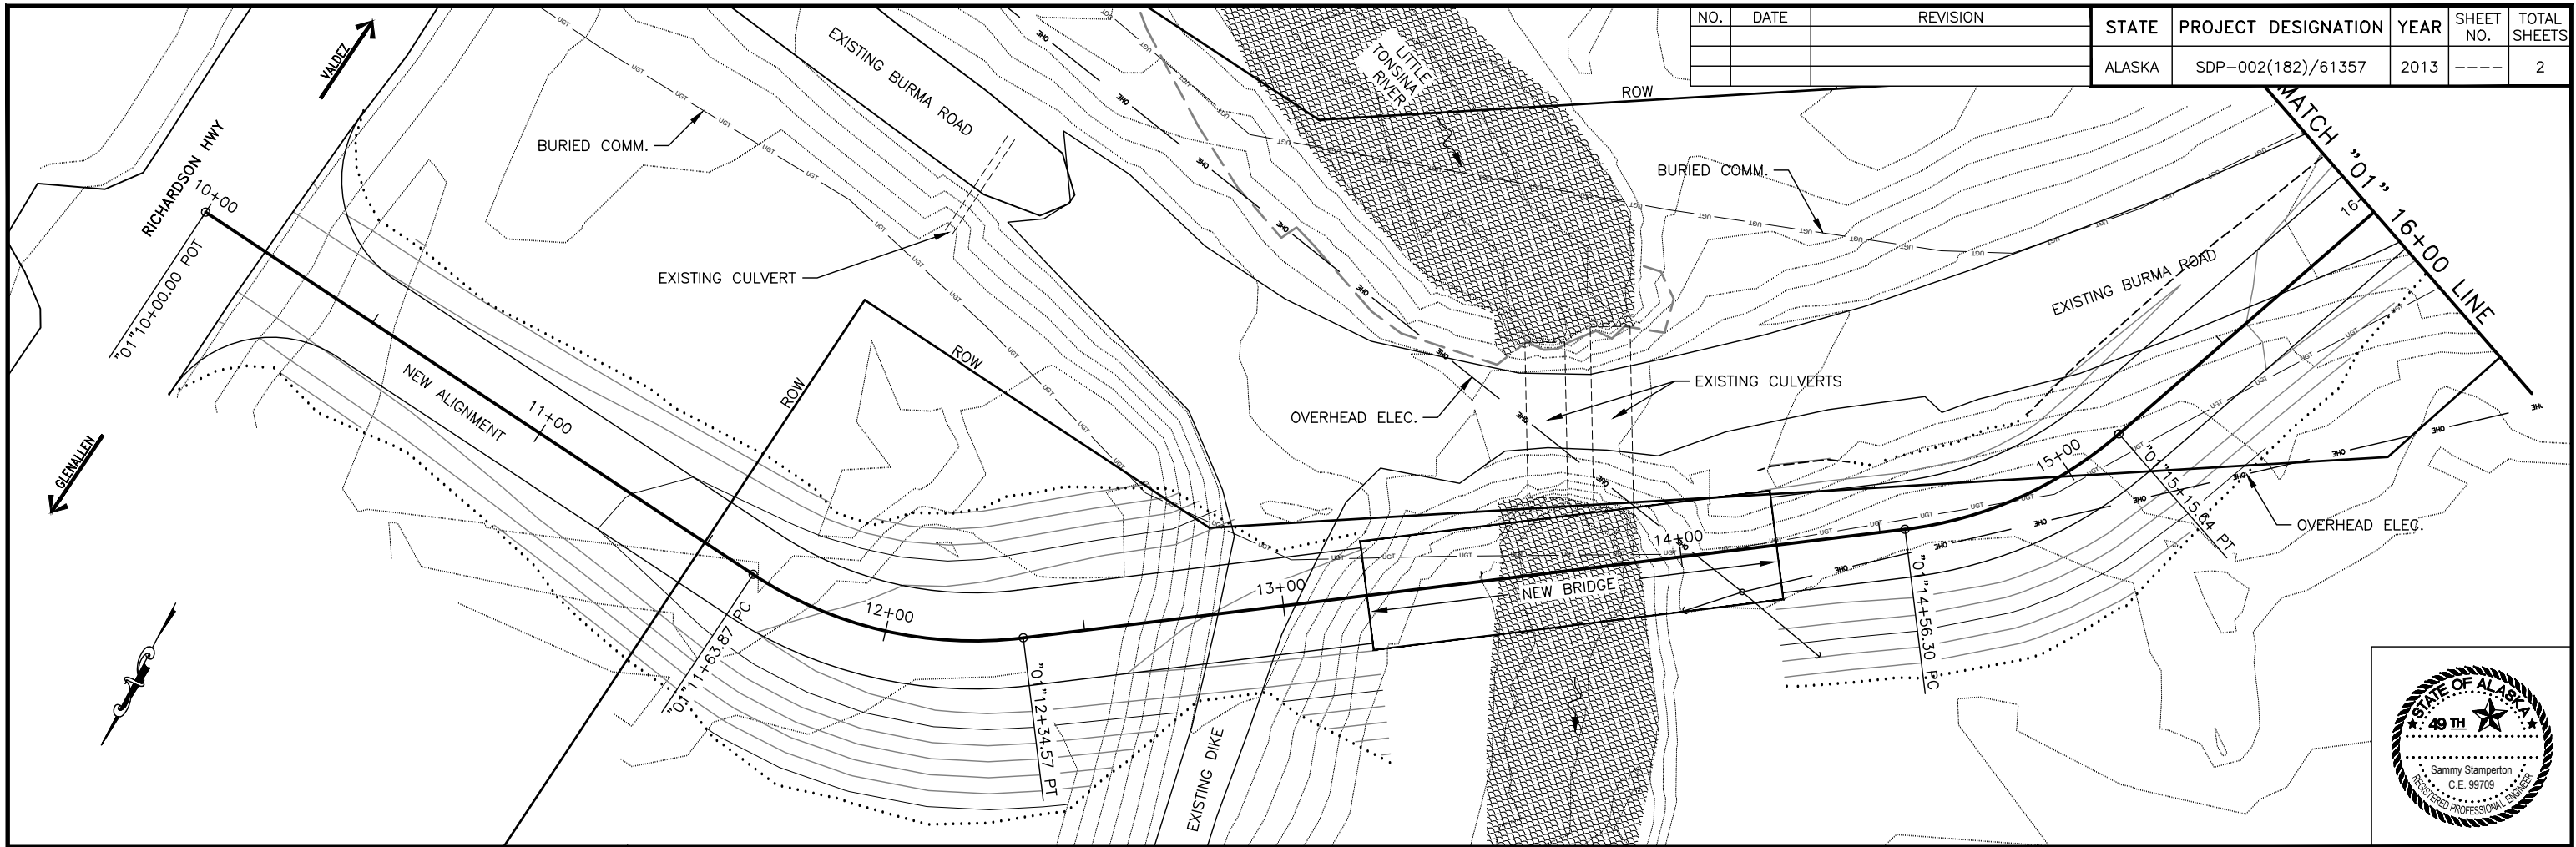 NO. DATE REVISION
STATE PROJECT DESIGNATION YEAR SHEET NO. TOTAL SHEETS
ALASKA SDP-002(182)/61357 2013 ---- 2
VALDEZ
RICHARDSON HWY
GLENALLEN
10+00
"01"10+00.00 POT
NEW ALIGNMENT
11+00
BURIED COMM.
EXISTING BURMA ROAD
EXISTING CULVERT
ROW
ROW
"01"11+63.87 PC
12+00
"01"12+34.57 PT
EXISTING DIKE
13+00
NEW BRIDGE
14+00
LITTLE
TONSINA
RIVER
ROW
BURIED COMM.
OVERHEAD ELEC.
EXISTING CULVERTS
EXISTING BURMA ROAD
"01"14+56.30 PC
15+00
"01"15+15.64 PT
OVERHEAD ELEC.
16
MATCH "01" 16+00 LINE
UGT
OHE
STATE OF ALASKA
49 TH
Sammy Stamperton
C.E. 99709
REGISTERED PROFESSIONAL ENGINEER